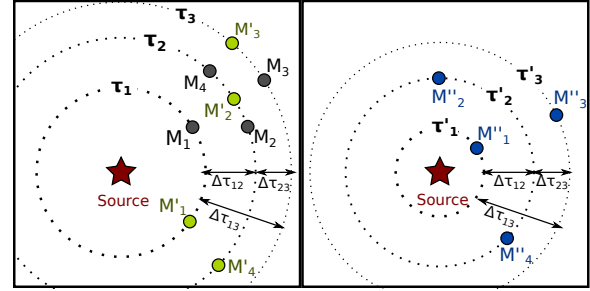 τ₃
M'₃
τ₂
M₄
M₃
τ₁
M'₂
M₁
M₂
Source
Δτ₁₂
Δτ₂₃
M'₁
Δτ₁₃
M'₄
τ'₃
M''₂
τ'₂
M''₃
τ'₁
M''₁
Source
Δτ₁₂
Δτ₂₃
Δτ₁₃
M''₄